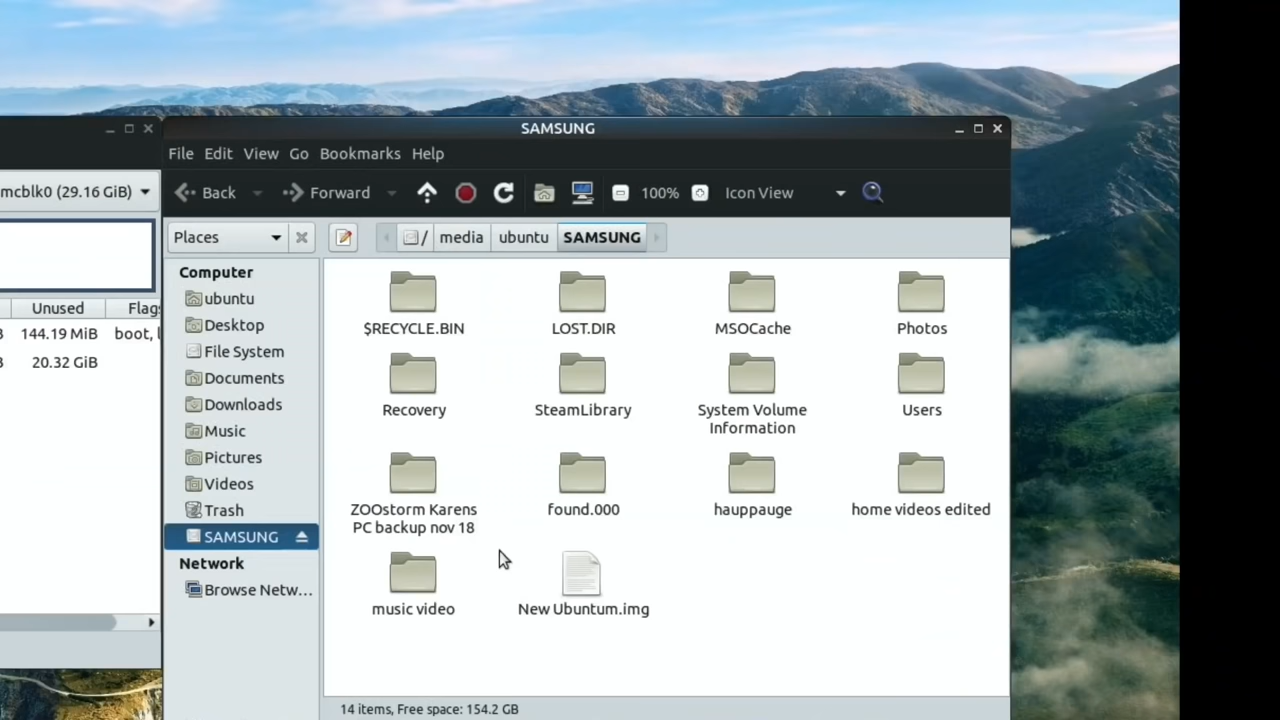 SAMSUNG
File Edit View Go Bookmarks Help
mcblk0 (29.16 GiB)
Back Forward 100% Icon View
Places / media ubuntu SAMSUNG
Computer
ubuntu
Desktop
File System
Documents
Downloads
Music
Pictures
Videos
Trash
SAMSUNG
Network
Browse Netw...
Unused Flags
144.19 MiB boot, l
20.32 GiB
$RECYCLE.BIN LOST.DIR MSOCache Photos
Recovery SteamLibrary System Volume Users
Information
ZOOstorm Karens found.000 hauppauge home videos edited
PC backup nov 18
music video New Ubuntum.img
14 items, Free space: 154.2 GB